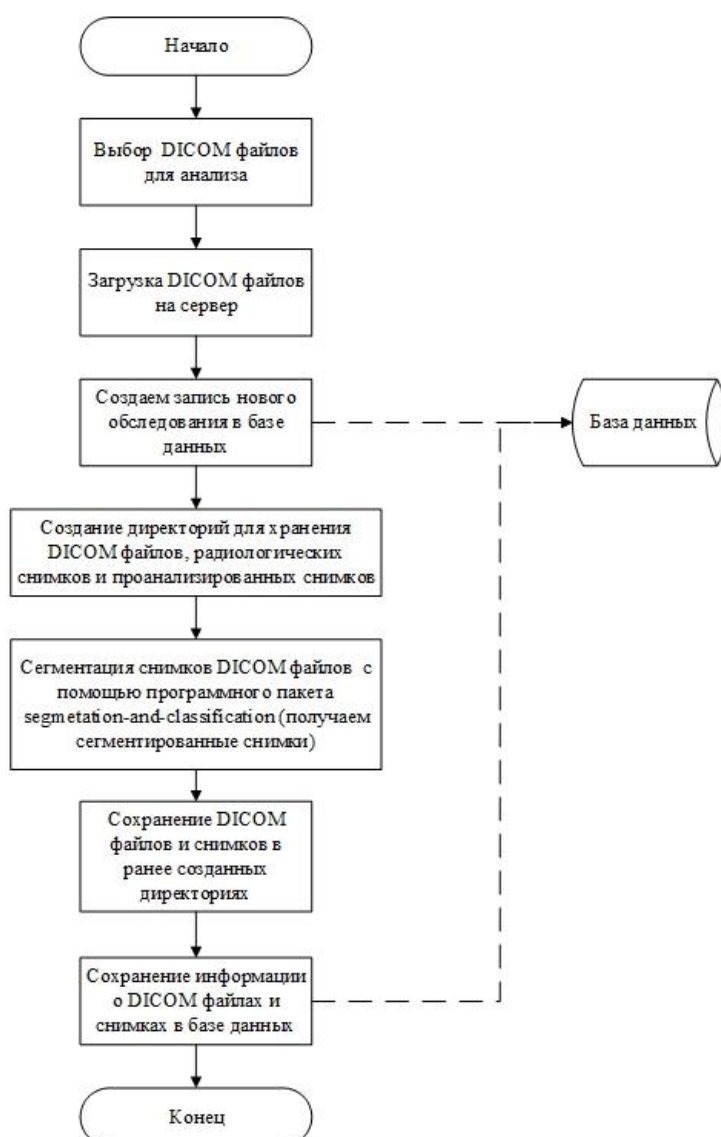 Начало
Выбор DICOM файлов
для анализа
Загрузка DICOM файлов
на сервер
Создаем запись нового
обследования в базе
данных
База данных
Создание директорий для хранения
DICOM файлов, радиологических
снимков и проанализированных снимков
Сегментация снимков DICOM файлов с
помощью программного пакета
segmetation-and-classification (получаем
сегментированные снимки)
Сохранение DICOM
файлов и снимков в
ранее созданных
директориях
Сохранение информации
о DICOM файлах и
снимках в базе данных
Конец